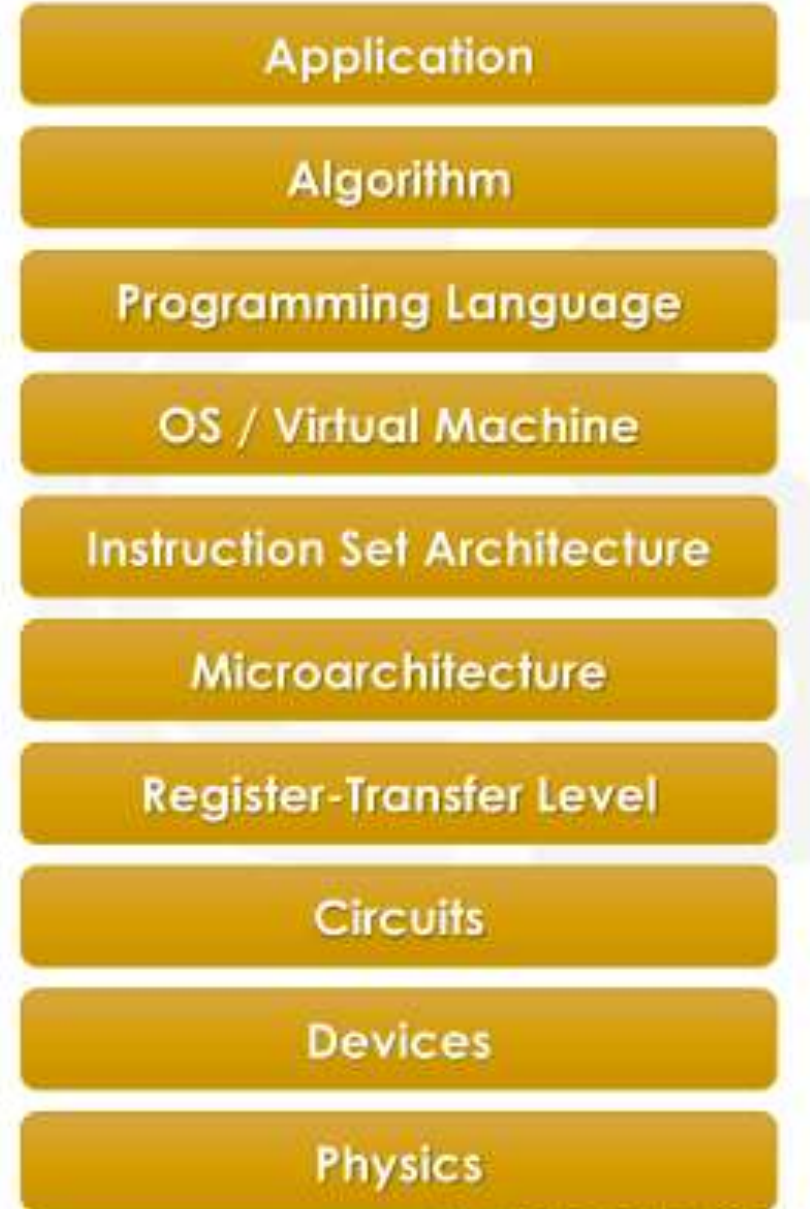 Application
Algorithm
Programming Language
OS / Virtual Machine
Instruction Set Architecture
Microarchitecture
Register-Transfer Level
Circuits
Devices
Physics